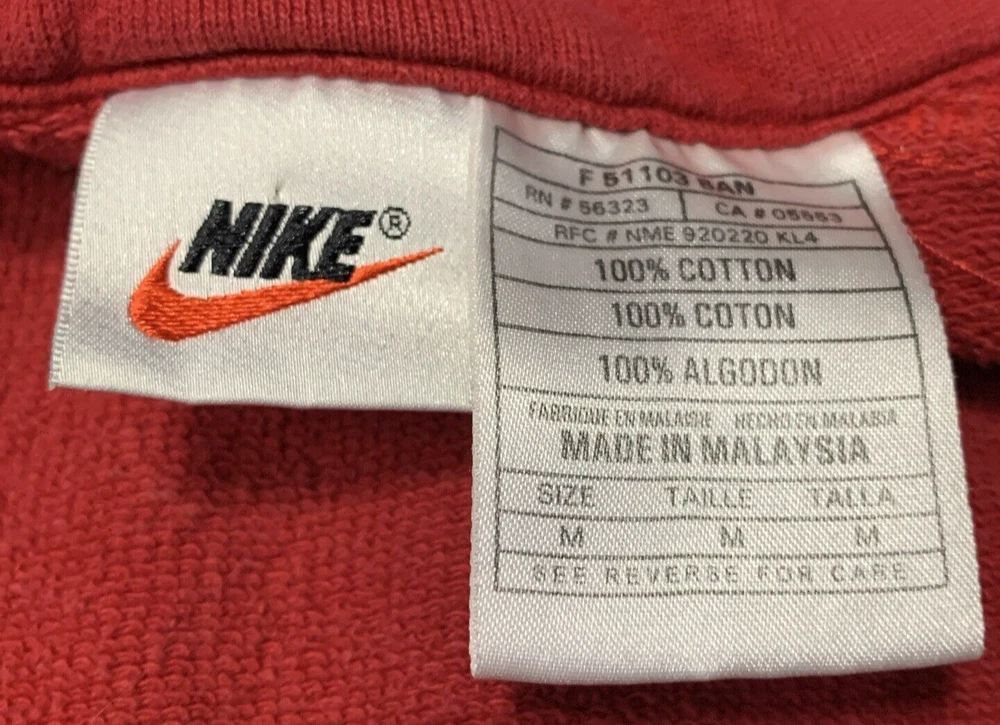 NIKE®
F 51103 BAN
RN # 56323 CA # 05553
RFC # NME 920220 KL4
100% COTTON
100% COTON
100% ALGODON
FABRIQUE EN MALAISIE HECHO EN MALASIA
MADE IN MALAYSIA
SIZE TAILLE TALLA
M M M
SEE REVERSE FOR CARE